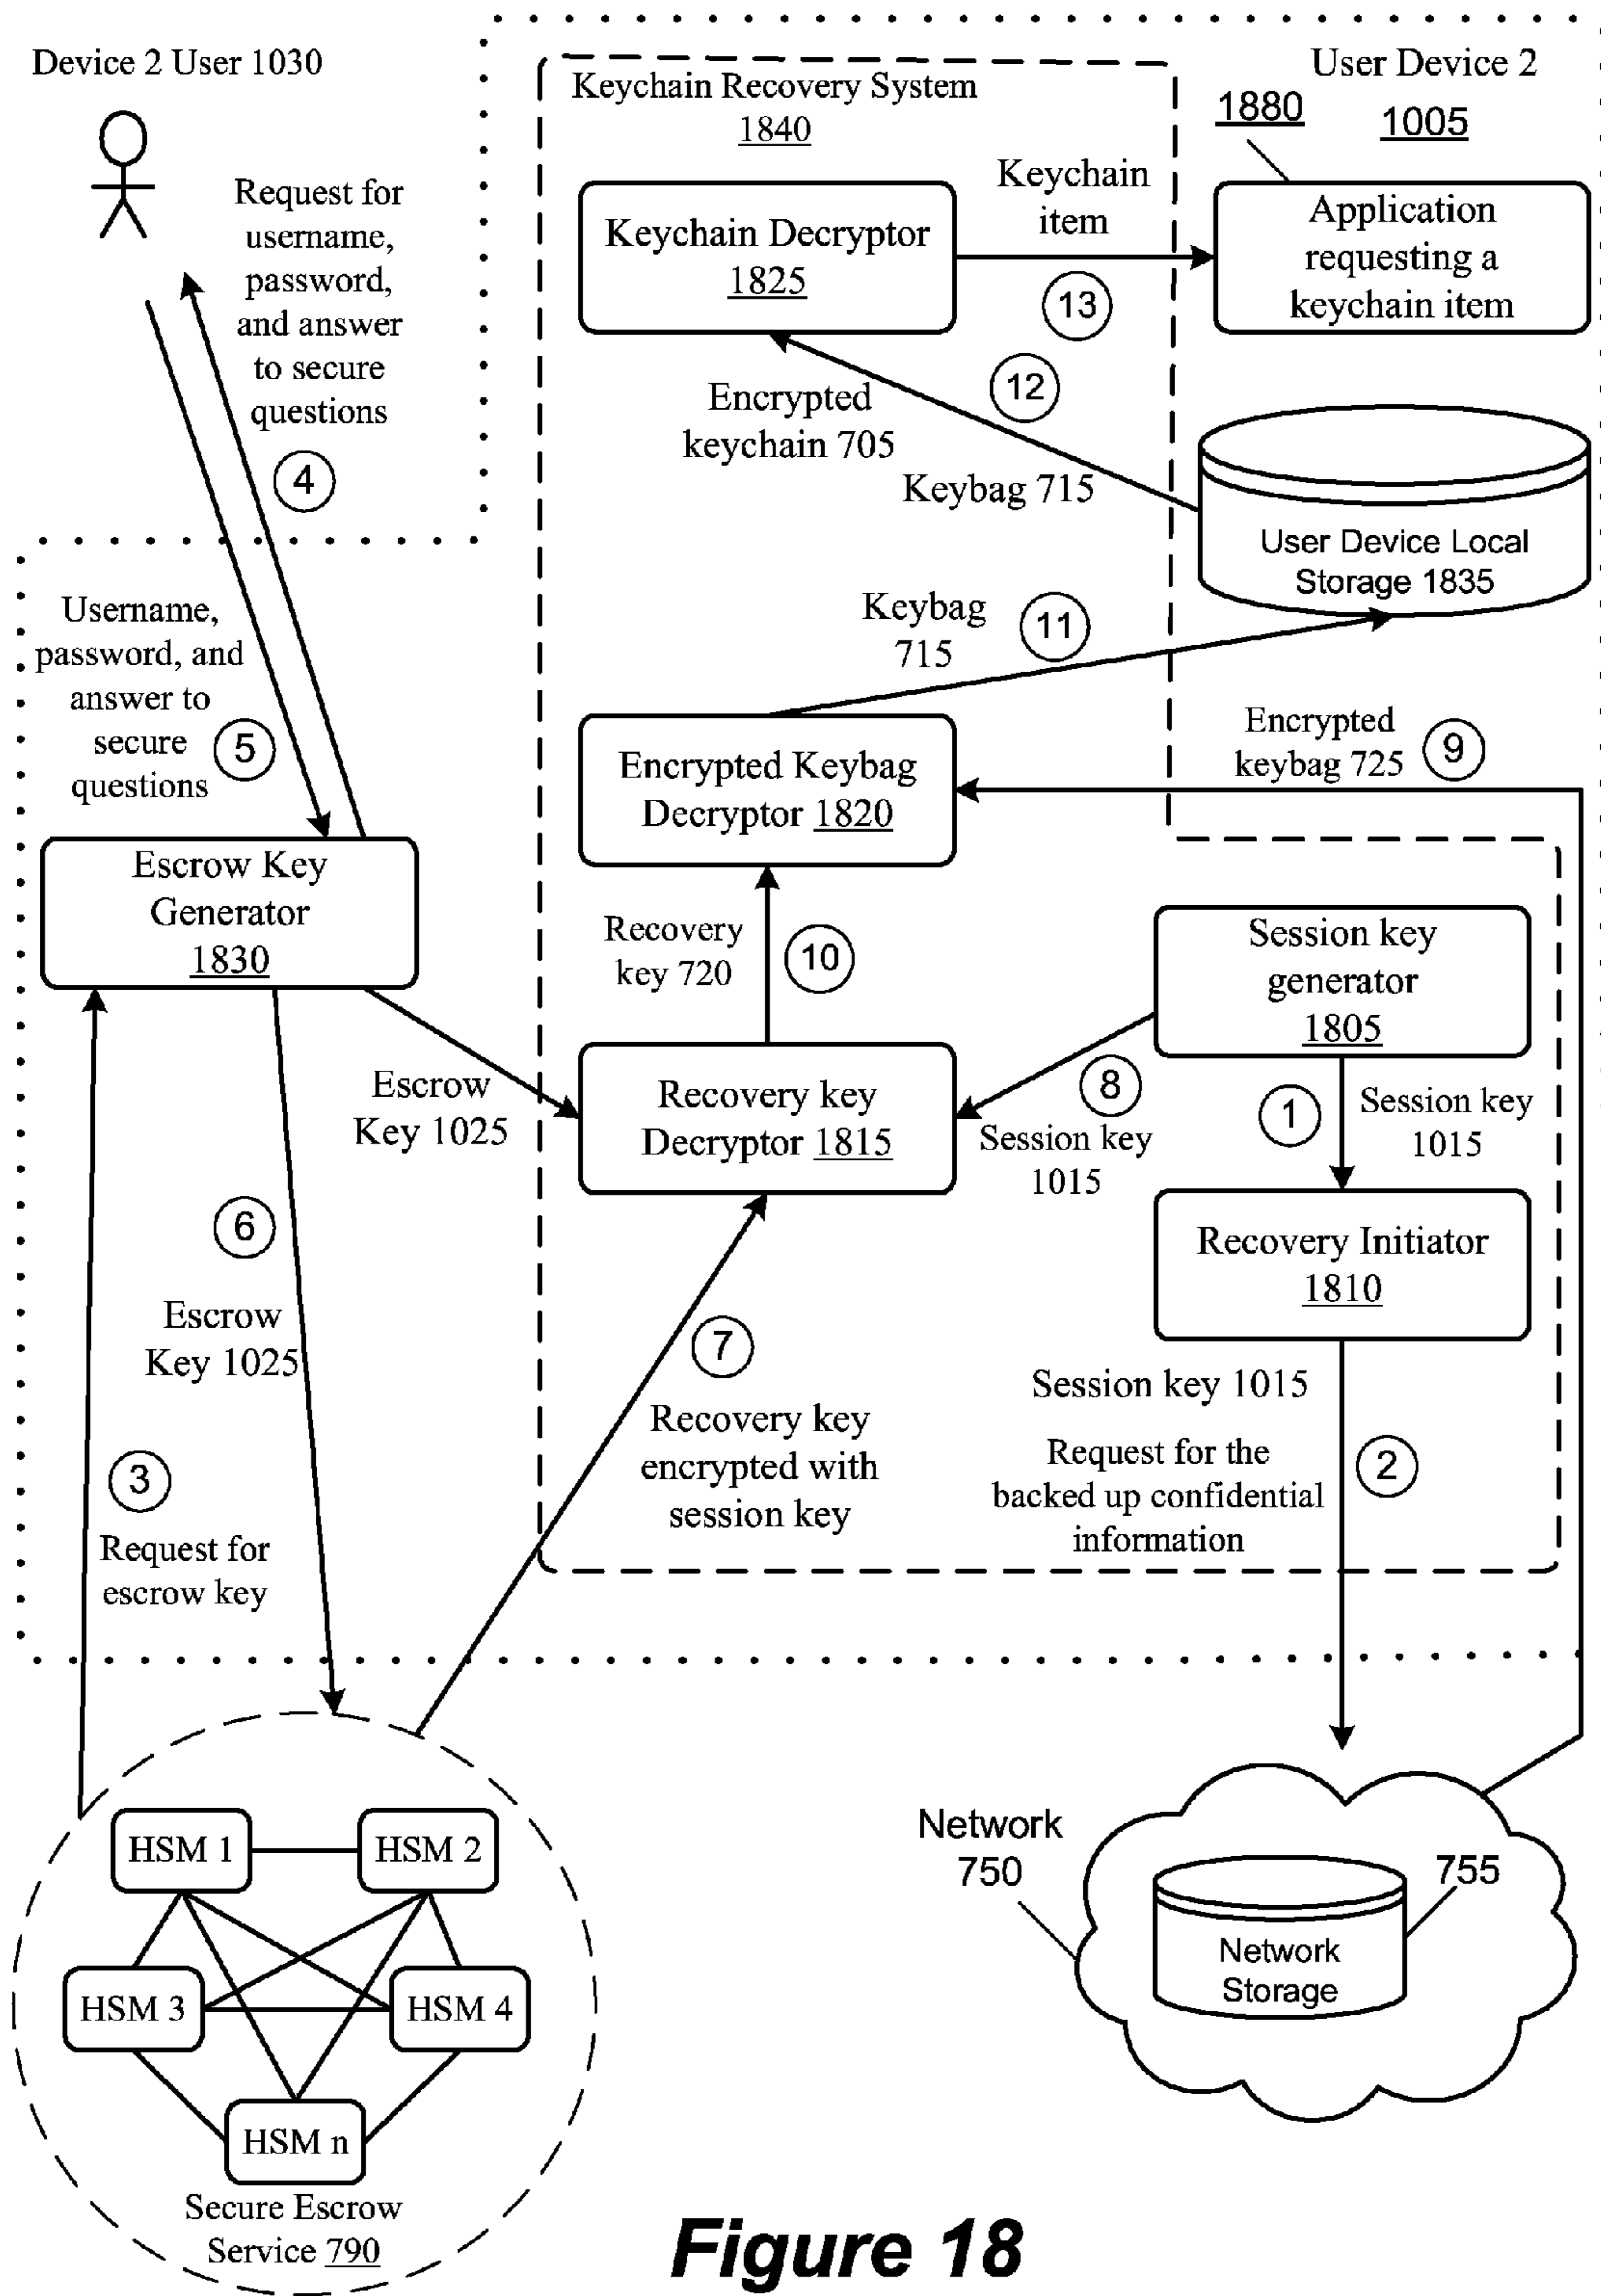 Device 2 User 1030
Keychain Recovery System
1840
User Device 2
1005
1880
Request for
username,
password,
and answer
to secure
questions
4
Keychain Decryptor
1825
Keychain
item
13
Application
requesting a
keychain item
12
Encrypted
keychain 705
Keybag 715
User Device Local
Storage 1835
Username,
password, and
answer to
secure
questions
5
Keybag
715
11
Encrypted Keybag
Decryptor 1820
Encrypted
keybag 725
9
Escrow Key
Generator
1830
Recovery
key 720
10
Session key
generator
1805
Escrow
Key 1025
Recovery key
Decryptor 1815
8
Session key
1015
1
Session key
1015
6
Escrow
Key 1025
Recovery Initiator
1810
7
Recovery key
encrypted with
session key
Session key 1015
Request for the
backed up confidential
information
2
3
Request for
escrow key
HSM 1
HSM 2
HSM 3
HSM 4
HSM n
Secure Escrow
Service 790
Network
750
755
Network
Storage
Figure 18